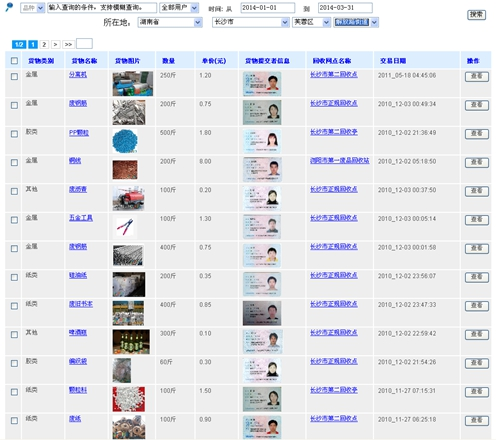 品种 输入查询的条件。支持模糊查询。 全部用户 时间: 从 2014-01-01 到 2014-03-31 搜索
所在地: 湖南省 长沙市 芙蓉区
1/2 1 2 > >>
货物类别 货物名称 货物图片 数量 单价(元) 货物提交者信息 回收网点名称 交易日期 操作
金属 分离机 250斤 1.20 长沙市第二回收点 2011_05-18 04:45:06 查看
金属 废钢筋 200斤 0.75 长沙市正规回收点 2010_12-03 00:49:34 查看
胶类 PP颗粒 500斤 1.80 长沙市第二回收亭 2010_12-02 21:36:49 查看
金属 铜线 200斤 8.00 浏阳市第一废品回收站 2010_12-02 05:18:50 查看
其他 废沥青 100斤 0.20 长沙市正规回收点 2010_12-03 00:37:50 查看
金属 五金工具 100斤 1.30 长沙市正规回收点 2010_12-03 00:05:14 查看
金属 废钢筋 400斤 0.75 长沙市正规回收点 2010_12-03 00:01:58 查看
纸类 硅油纸 200斤 0.35 长沙市正规回收点 2010_12-02 23:56:07 查看
纸类 废旧书本 400斤 0.85 长沙市正规回收点 2010_12-02 23:47:33 查看
其他 啤酒瓶 300斤 0.10 长沙市正规回收点 2010_12-02 22:59:42 查看
胶类 编织袋 60斤 0.30 长沙市第二回收点 2010_12-02 21:54:26 查看
纸类 颗粒料 100斤 1.50 长沙市第二回收亭 2010_11-27 07:15:31 查看
纸类 废纸 100斤 0.90 长沙市第二回收点 2010_11-27 06:25:18 查看